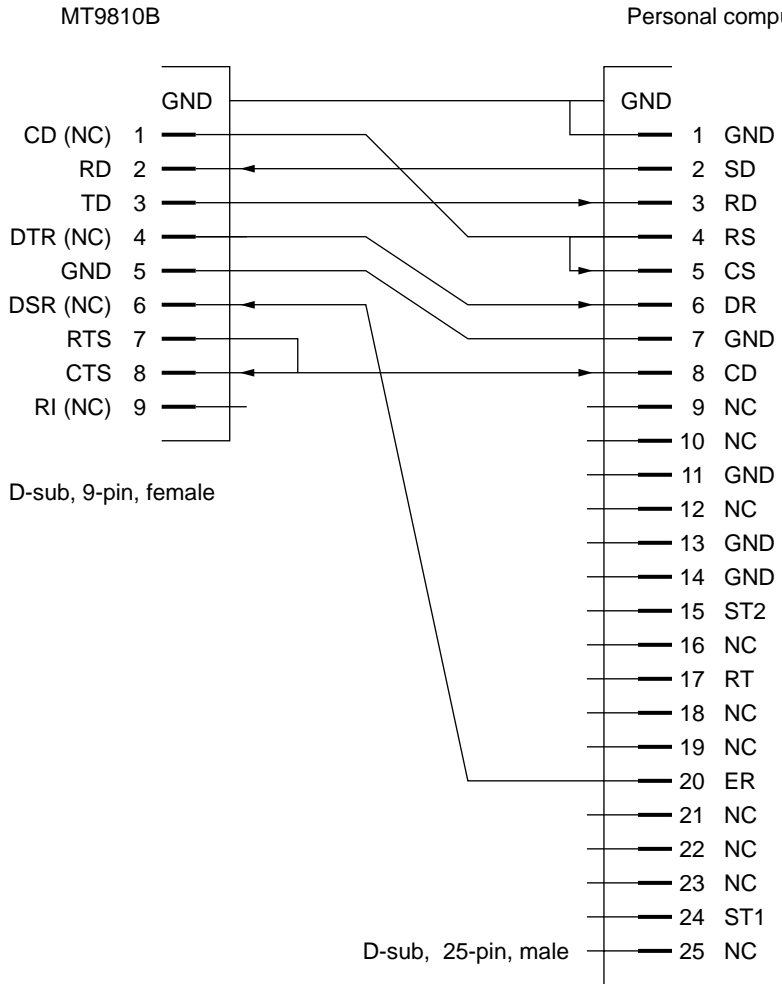 MT9810B
Personal compu
GND
GND
CD (NC) 1
RD 2
TD 3
DTR (NC) 4
GND 5
DSR (NC) 6
RTS 7
CTS 8
RI (NC) 9
D-sub, 9-pin, female
1 GND
2 SD
3 RD
4 RS
5 CS
6 DR
7 GND
8 CD
9 NC
10 NC
11 GND
12 NC
13 GND
14 GND
15 ST2
16 NC
17 RT
18 NC
19 NC
20 ER
21 NC
22 NC
23 NC
24 ST1
25 NC
D-sub, 25-pin, male